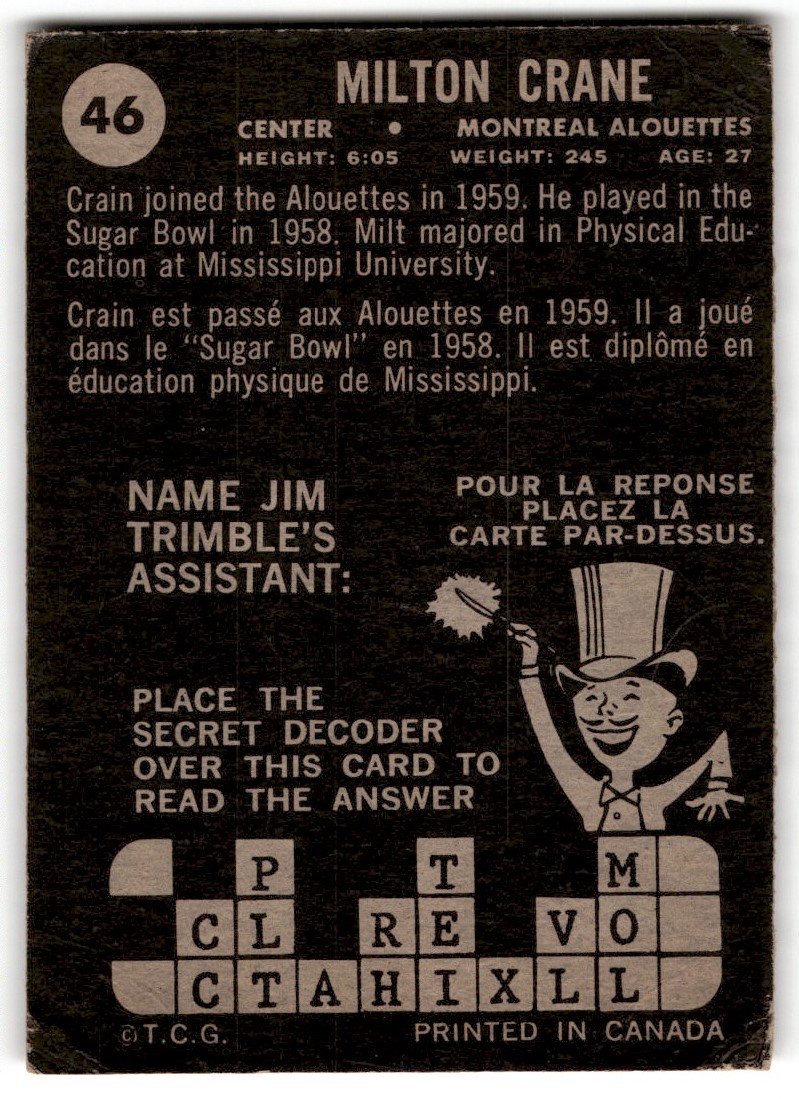 46
MILTON CRANE
CENTER • MONTREAL ALOUETTES
HEIGHT: 6:05 WEIGHT: 245 AGE: 27
Crain joined the Alouettes in 1959. He played in the
Sugar Bowl in 1958. Milt majored in Physical Edu-
cation at Mississippi University.
Crain est passé aux Alouettes en 1959. Il a joué
dans le "Sugar Bowl" en 1958. Il est diplômé en
éducation physique de Mississippi.
NAME JIM
TRIMBLE'S
ASSISTANT:
POUR LA REPONSE
PLACEZ LA
CARTE PAR-DESSUS.
PLACE THE
SECRET DECODER
OVER THIS CARD TO
READ THE ANSWER
P T M
C L R E V O
C T A H I X L L
© T.C.G. PRINTED IN CANADA